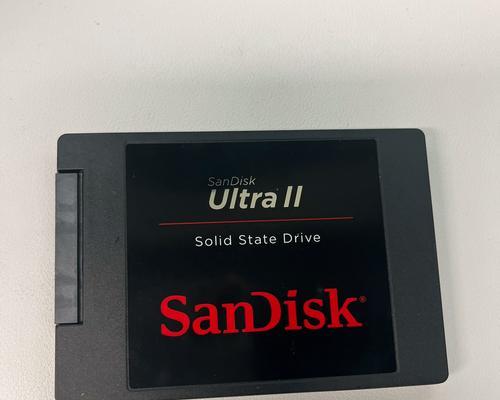 SanDisk
Ultra II
Solid State Drive
SanDisk®